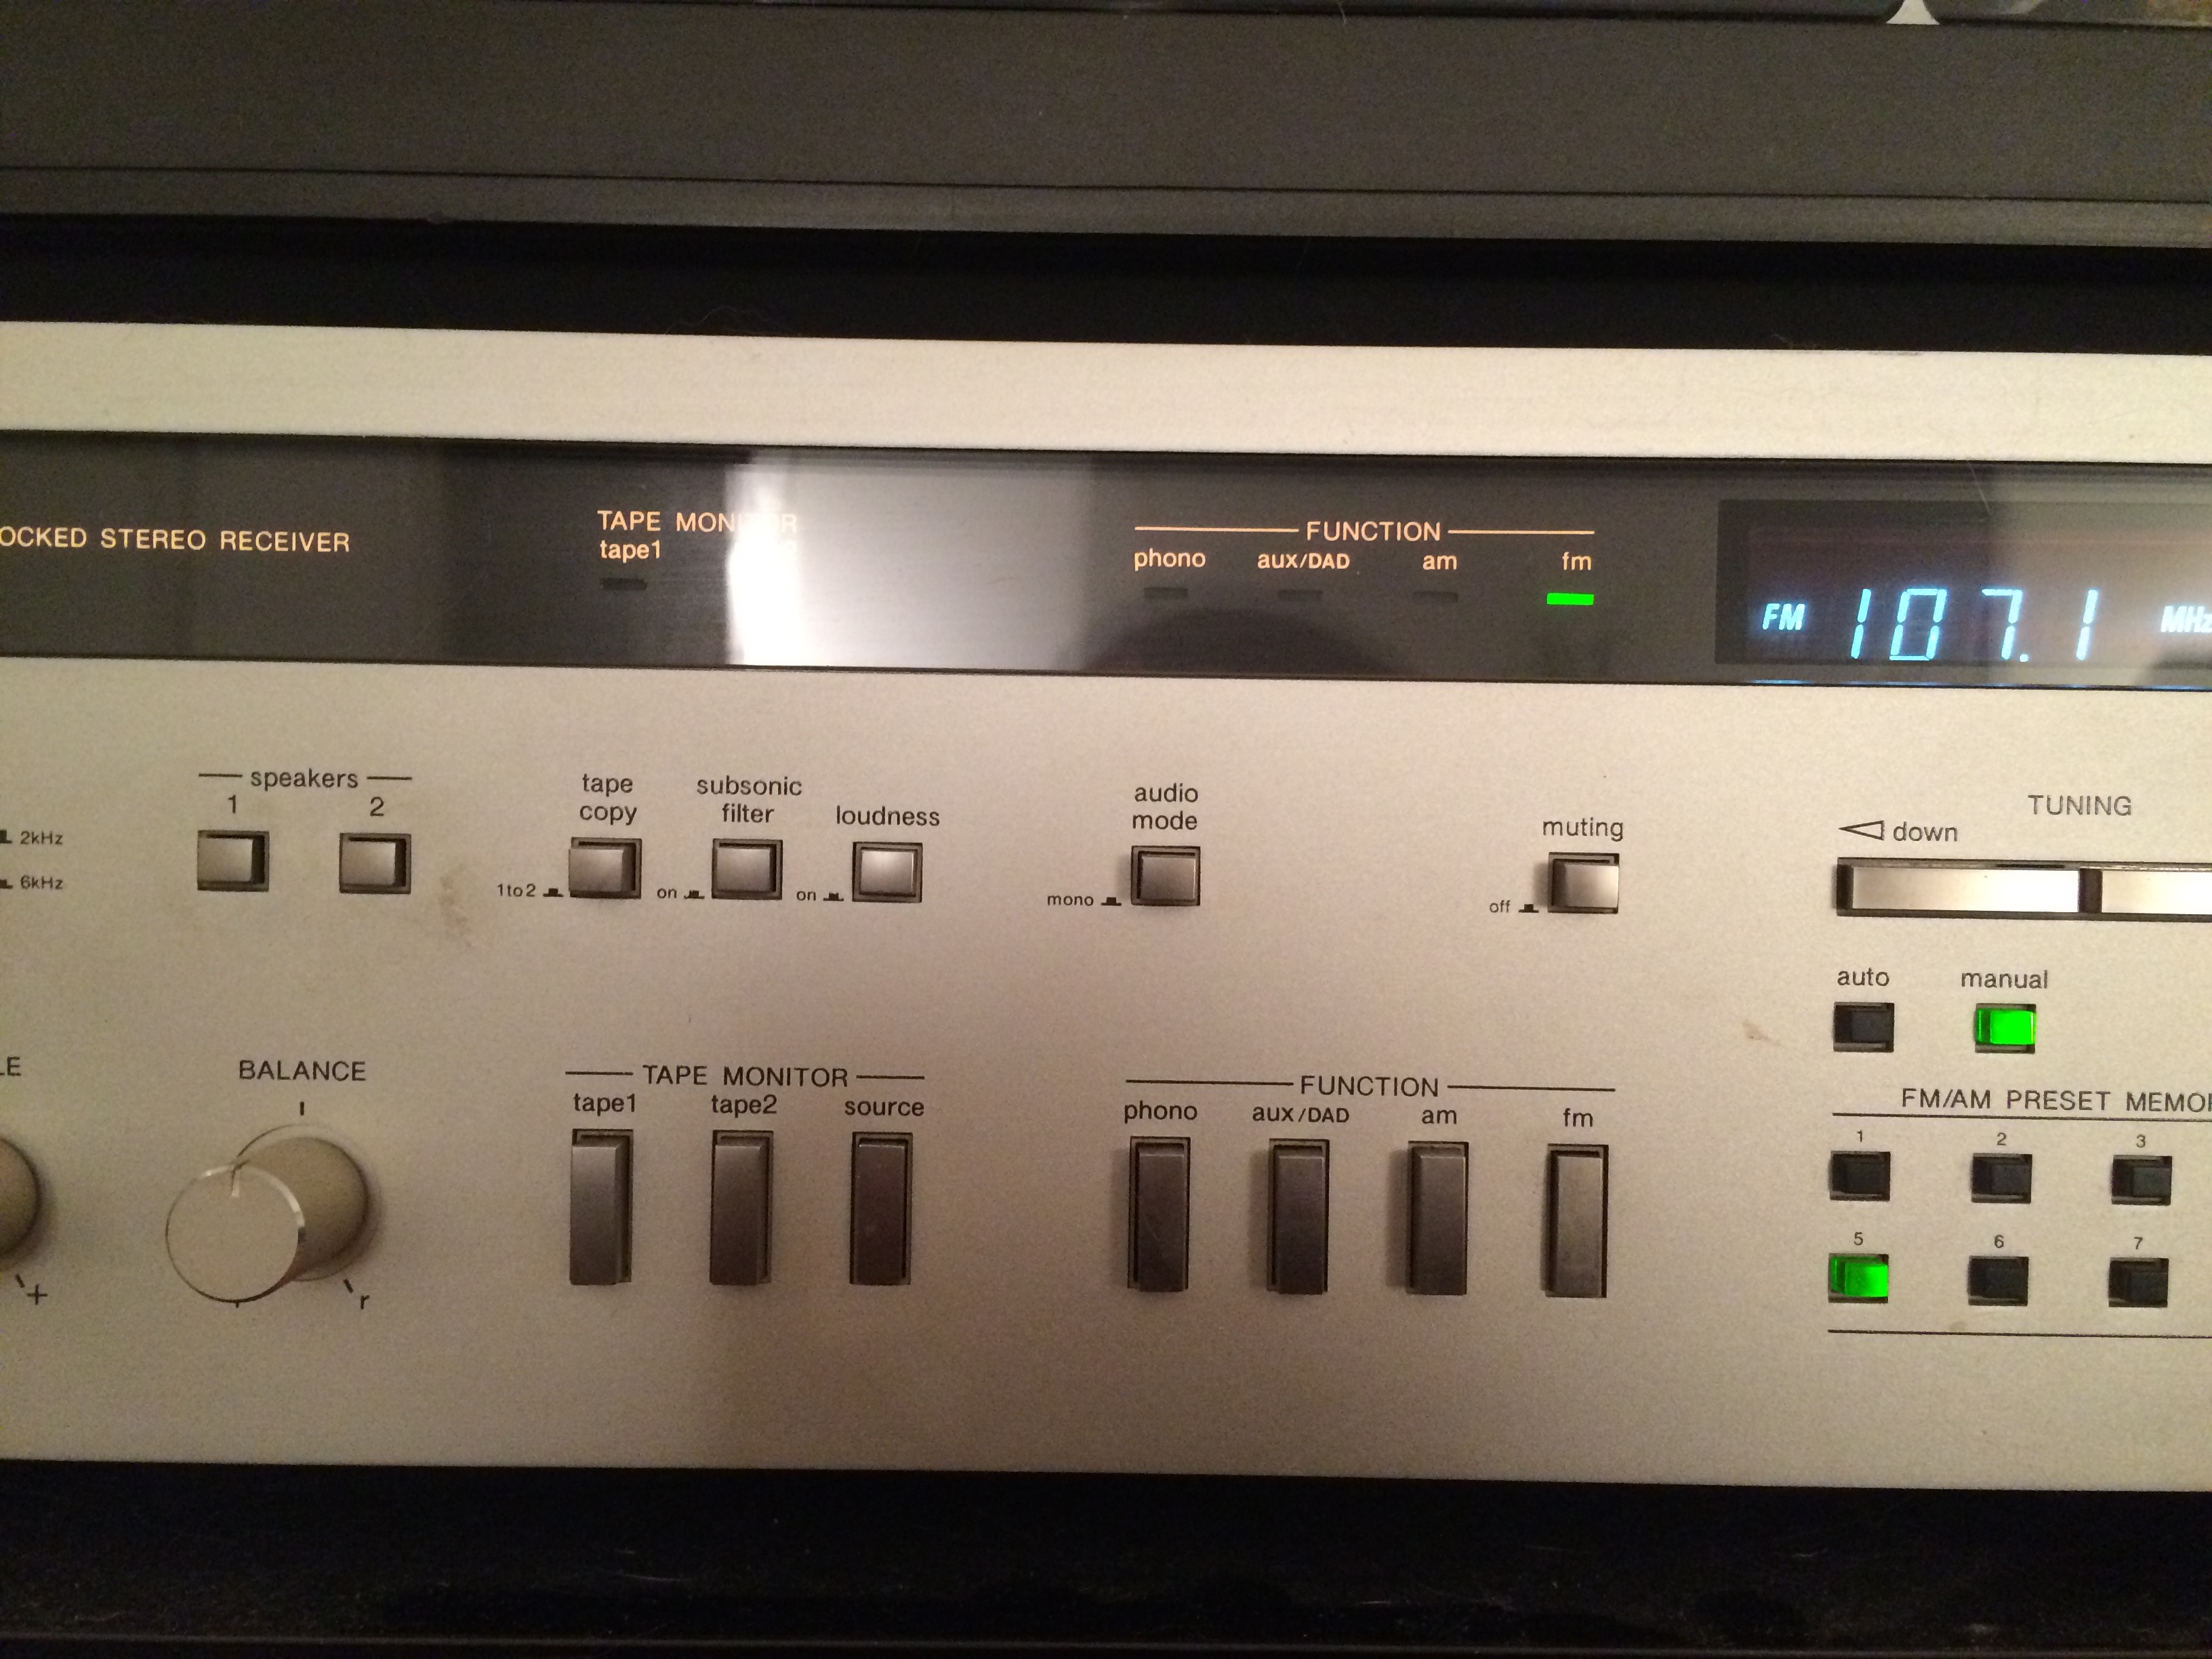 OCKED STEREO RECEIVER
TAPE MONITOR
tape1
FUNCTION
phono aux/DAD am fm
FM 107.1 MHz
speakers
1 2
2kHz
6kHz
tape copy
1to2
subsonic filter
on
loudness
on
audio mode
mono
muting
off
TUNING
down
auto manual
LE
+
BALANCE
r
TAPE MONITOR
tape1 tape2 source
FUNCTION
phono aux/DAD am fm
FM/AM PRESET MEMO
1 2 3
5 6 7